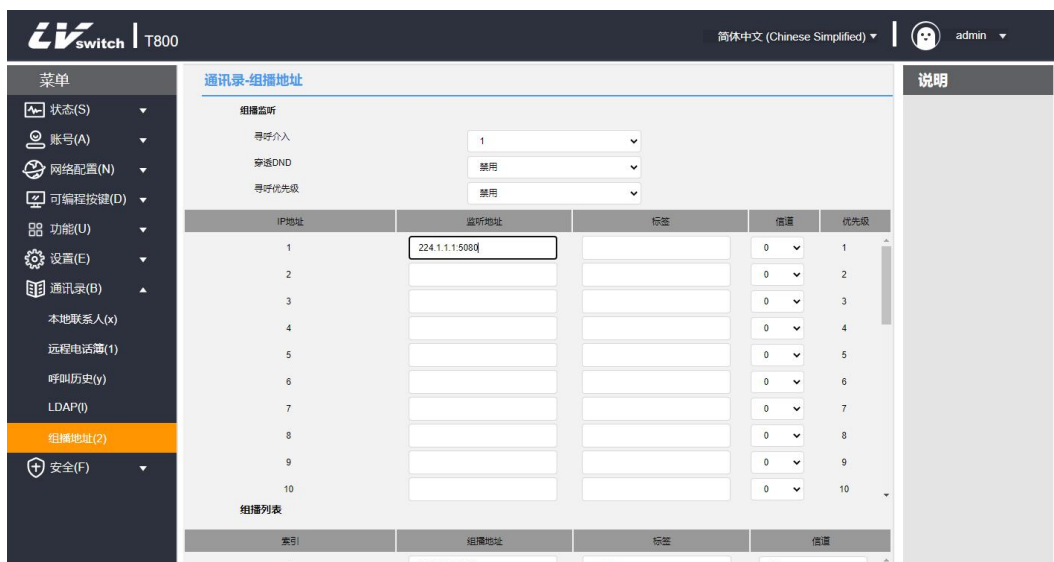 LVswitch T800 简体中文 (Chinese Simplified) admin
菜单 通讯录-组播地址 说明
状态(S)
账号(A)
网络配置(N)
可编程按键(D)
功能(U)
设置(E)
通讯录(B)
本地联系人(x)
远程电话簿(1)
呼叫历史(y)
LDAP(I)
组播地址(2)
安全(F)
组播监听
寻呼介入 1
穿透DND 禁用
寻呼优先级 禁用
IP地址 监听地址 标签 信道 优先级
1 224.1.1.1:5080 0 1
2 0 2
3 0 3
4 0 4
5 0 5
6 0 6
7 0 7
8 0 8
9 0 9
10 0 10
组播列表
索引 组播地址 标签 信道